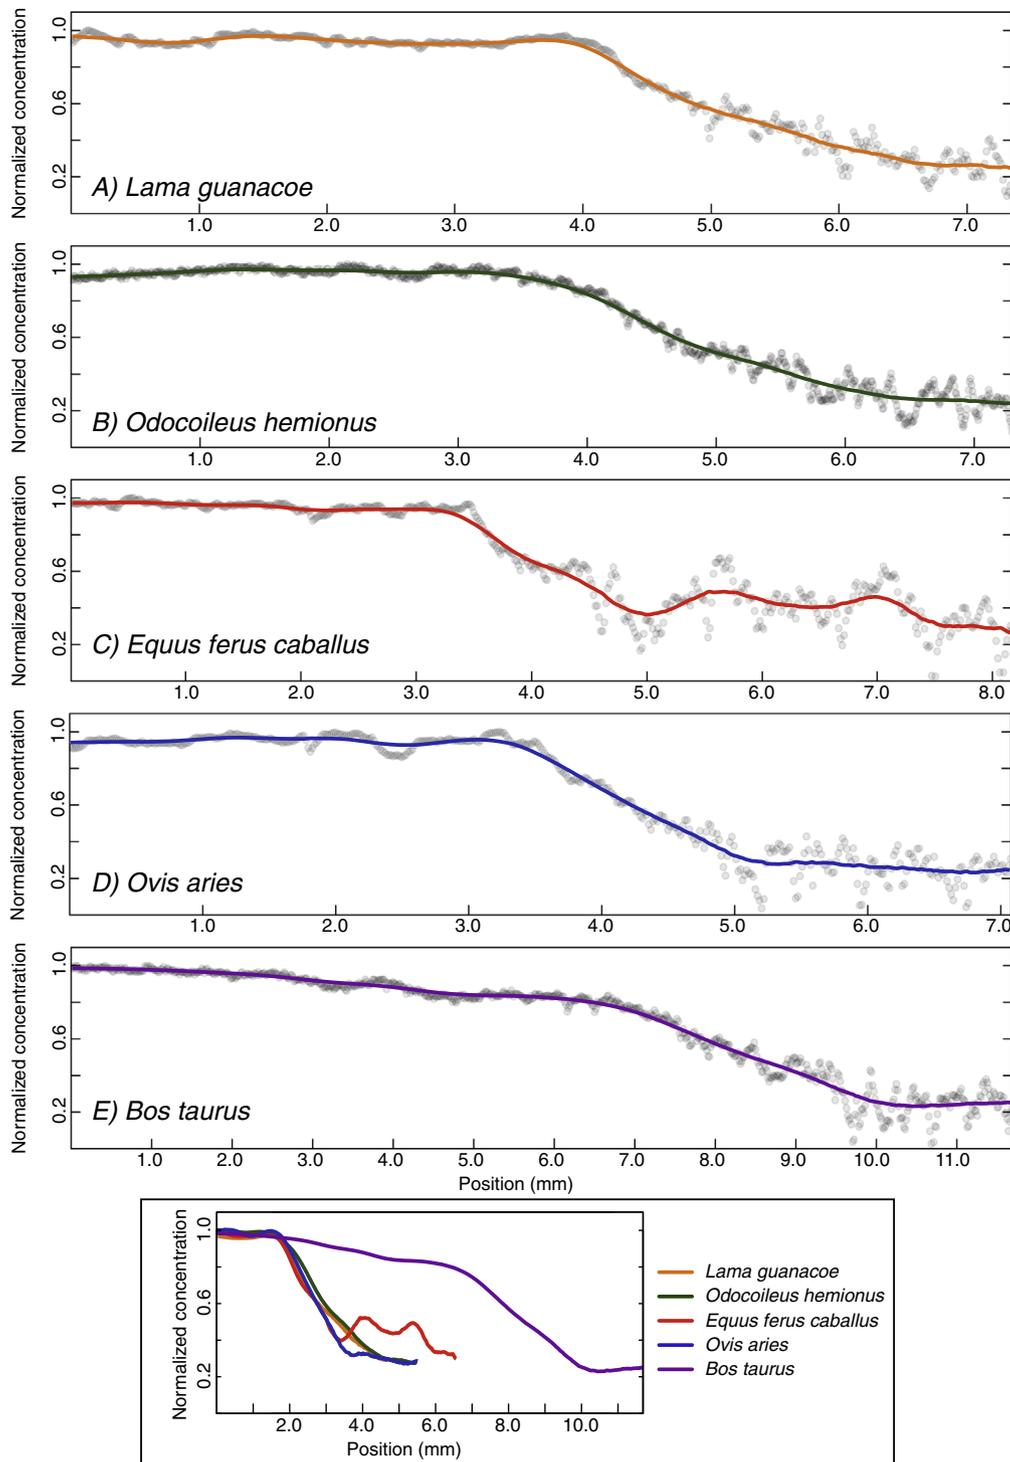 Normalized concentration
1.0
0.6
0.2
A) Lama guanacoe
1.0 2.0 3.0 4.0 5.0 6.0 7.0
Normalized concentration
1.0
0.6
0.2
B) Odocoileus hemionus
1.0 2.0 3.0 4.0 5.0 6.0 7.0
Normalized concentration
1.0
0.6
0.2
C) Equus ferus caballus
1.0 2.0 3.0 4.0 5.0 6.0 7.0 8.0
Normalized concentration
1.0
0.6
0.2
D) Ovis aries
1.0 2.0 3.0 4.0 5.0 6.0 7.0
Normalized concentration
1.0
0.6
0.2
E) Bos taurus
1.0 2.0 3.0 4.0 5.0 6.0 7.0 8.0 9.0 10.0 11.0
Position (mm)
Normalized concentration
1.0
0.6
0.2
2.0 4.0 6.0 8.0 10.0
Position (mm)
Lama guanacoe
Odocoileus hemionus
Equus ferus caballus
Ovis aries
Bos taurus